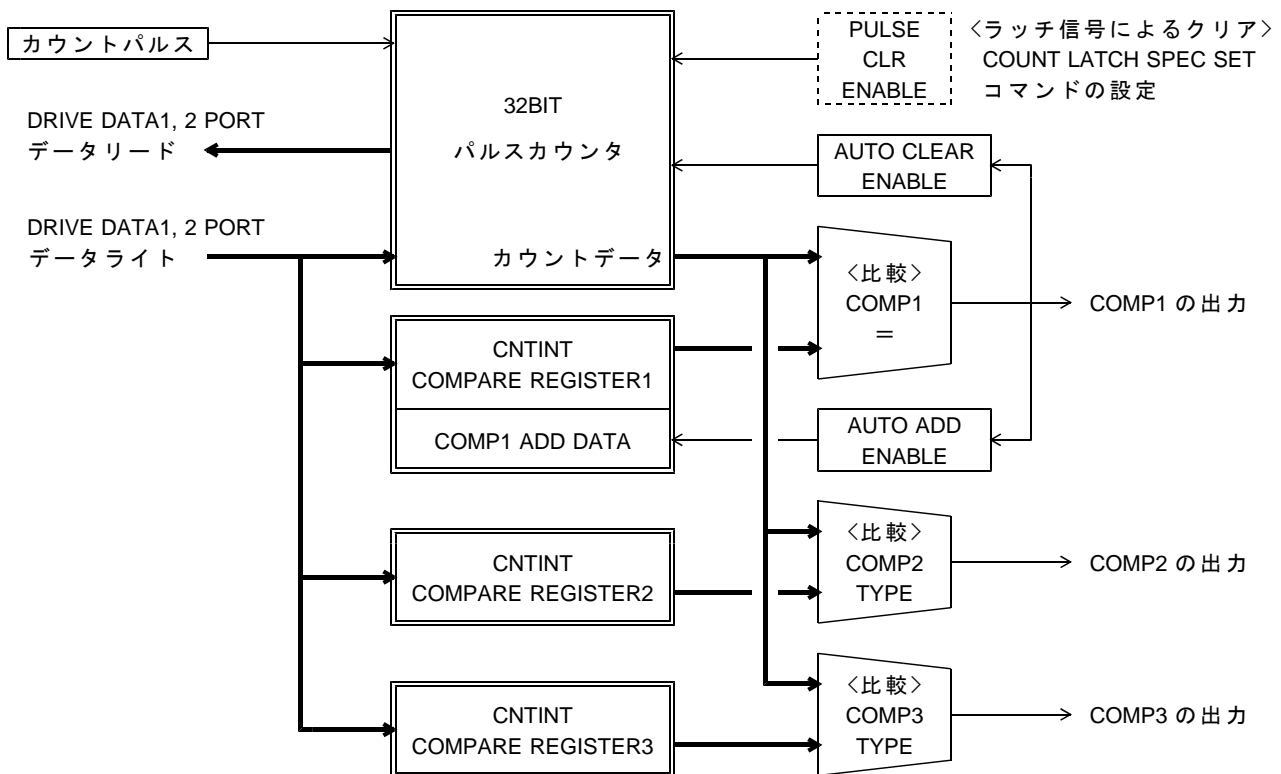 カウントパルス
DRIVE DATA1, 2 PORT
データリード
DRIVE DATA1, 2 PORT
データライト
32BIT
パルスカウンタ
カウントデータ
PULSE
CLR
ENABLE
〈ラッチ信号によるクリア〉
COUNT LATCH SPEC SET
コマンドの設定
AUTO CLEAR
ENABLE
〈比較〉
COMP1
＝
COMP1 の出力
CNTINT
COMPARE REGISTER1
COMP1 ADD DATA
AUTO ADD
ENABLE
CNTINT
COMPARE REGISTER2
〈比較〉
COMP2
TYPE
COMP2 の出力
CNTINT
COMPARE REGISTER3
〈比較〉
COMP3
TYPE
COMP3 の出力